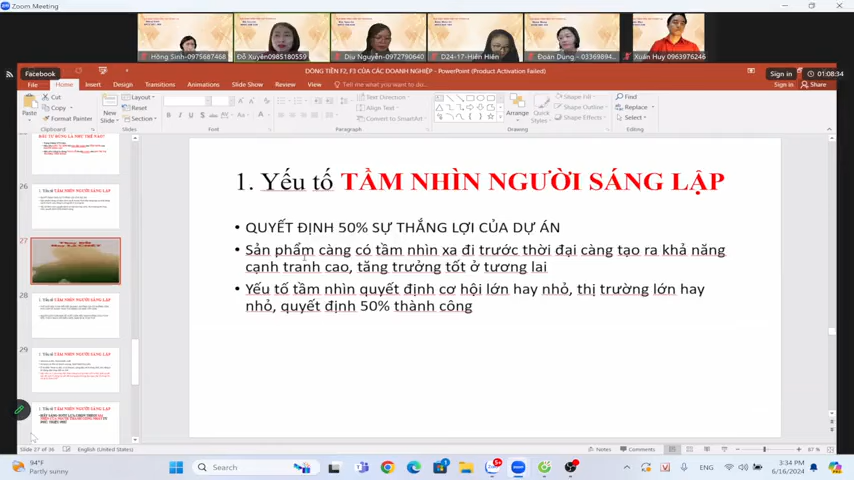 Zoom Meeting
Hồng Sinh-0975687468
Đỗ Xuyên0985180559
Dịu Nguyễn-0972790640
D24-17-Hiên Hiên
Đoàn Dung - 03369894...
Xuân Huy 0963976246
Facebook
DÒNG TIỀN F2, F3 CỦA CÁC DOANH NGHIỆP - PowerPoint (Product Activation Failed)
Sign in
01:08:34
File
Home
Insert
Design
Transitions
Animations
Slide Show
Review
View
Tell me what you want to do...
Sign in
Share
Paste
Cut
Copy
Format Painter
Clipboard
New Slide
Layout
Reset
Section
Slides
Font
Text Direction
Align Text
Convert to SmartArt
Paragraph
Arrange
Quick Styles
Shape Fill
Shape Outline
Shape Effects
Drawing
Find
Replace
Select
Editing
26
27
28
29
1. Yếu tố TẦM NHÌN NGƯỜI SÁNG LẬP
• QUYẾT ĐỊNH 50% SỰ THẮNG LỢI CỦA DỰ ÁN
• Sản phẩm càng có tầm nhìn xa đi trước thời đại càng tạo ra khả năng
cạnh tranh cao, tăng trưởng tốt ở tương lai
• Yếu tố tầm nhìn quyết định cơ hội lớn hay nhỏ, thị trường lớn hay
nhỏ, quyết định 50% thành công
Slide 27 of 36
English (United States)
Notes
Comments
87 %
94°F
Partly sunny
Search
ENG
3:34 PM
6/16/2024